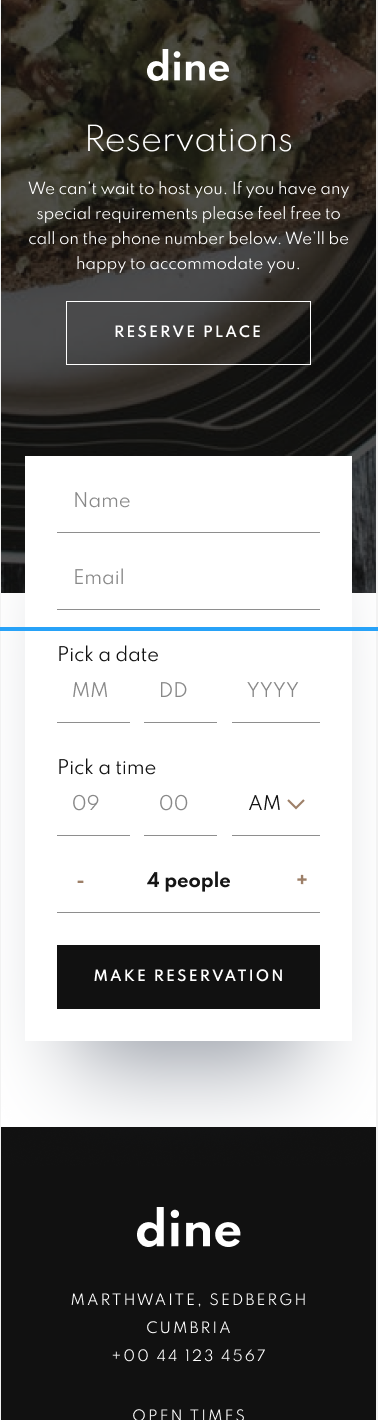 dine
Reservations
We can't wait to host you. If you have any
special requirements please feel free to
call on the phone number below. We'll be
happy to accommodate you.
RESERVE PLACE
Name
Email
Pick a date
MM DD YYYY
Pick a time
09 00 AM
- 4 people +
MAKE RESERVATION
dine
MARTHWAITE, SEDBERGH
CUMBRIA
+00 44 123 4567
OPEN TIMES